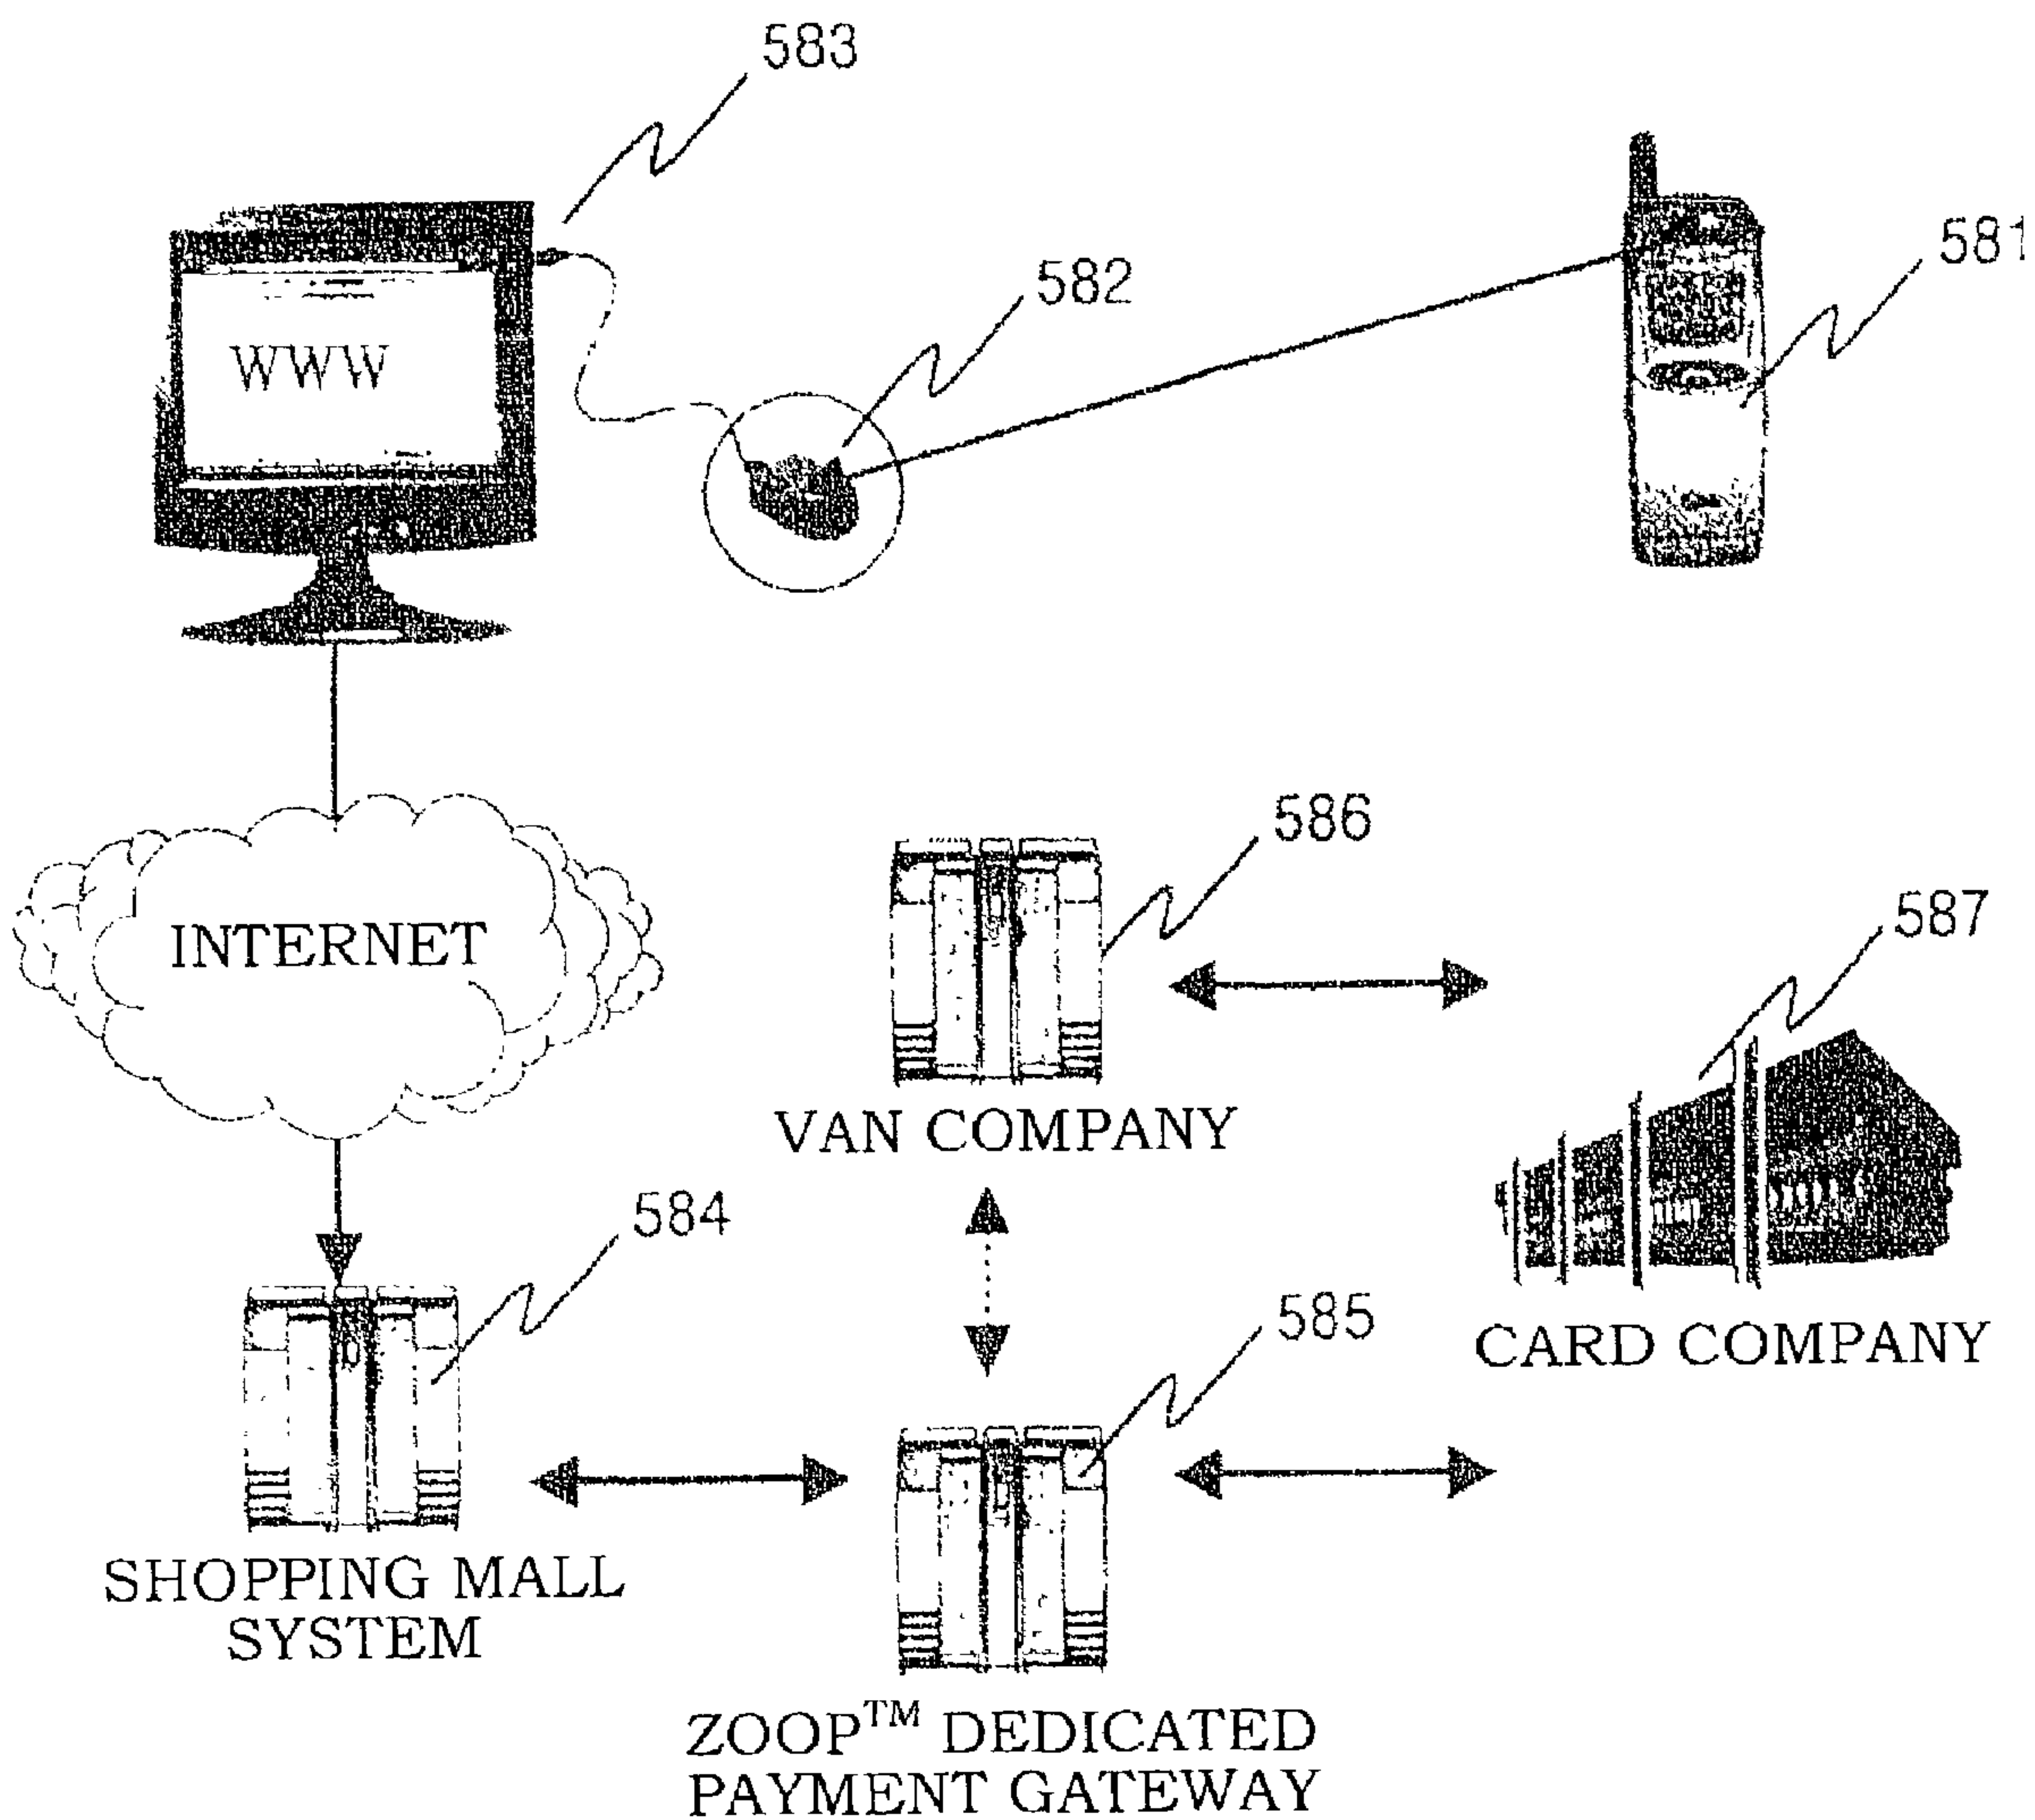 583
581
582
WWW
586
587
INTERNET
VAN COMPANY
584
585
CARD COMPANY
SHOPPING MALL
SYSTEM
ZOOP™ DEDICATED
PAYMENT GATEWAY